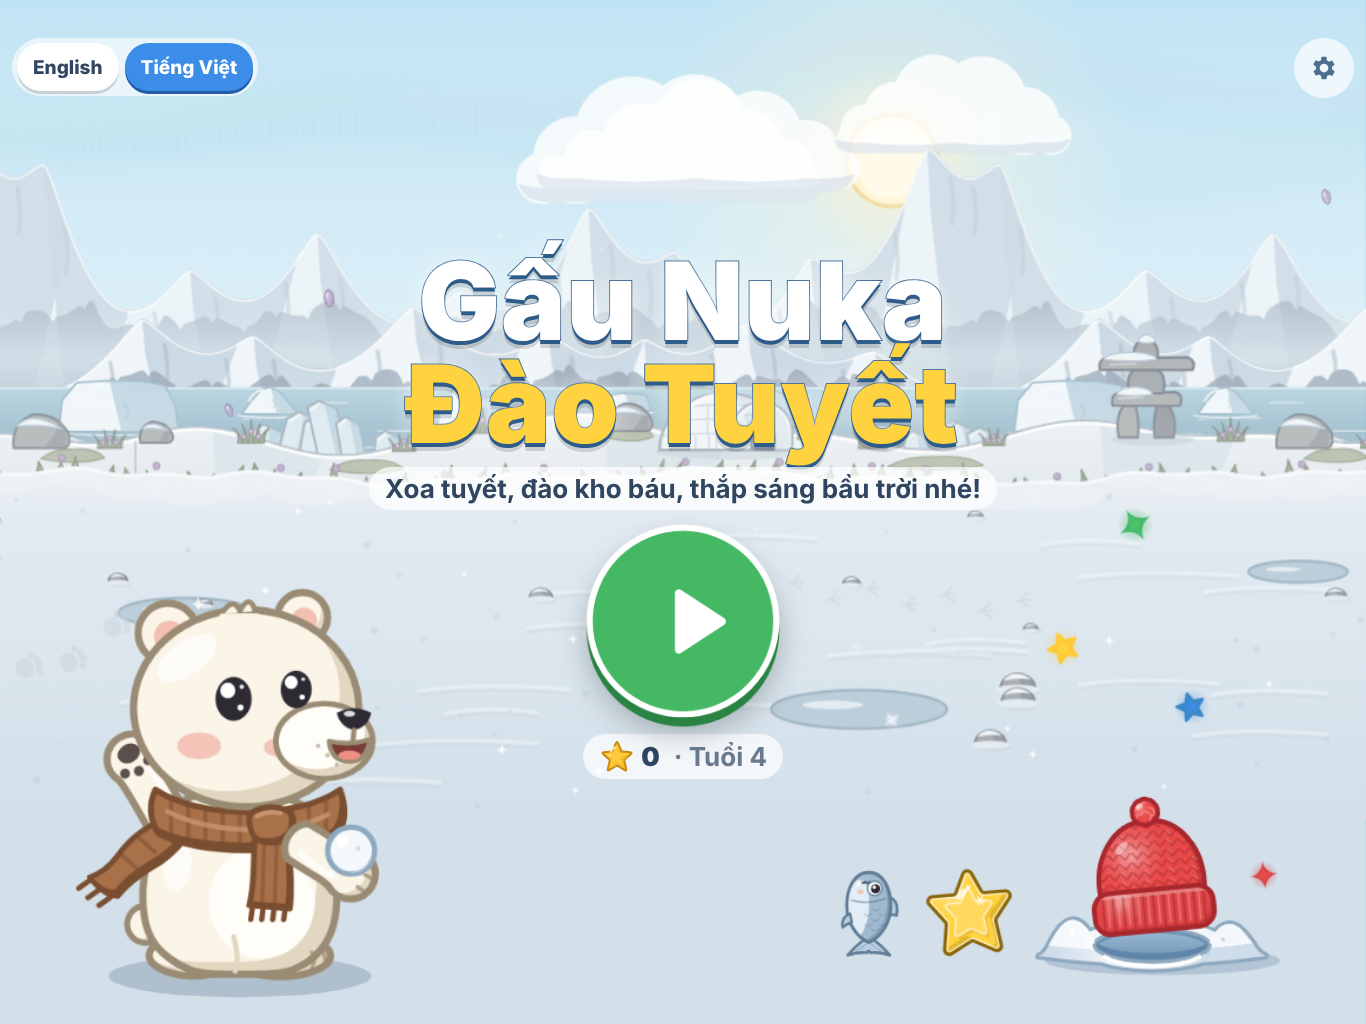 English
Tiếng Việt
Gấu Nuka
Đào Tuyết
Xoa tuyết, đào kho báu, thắp sáng bầu trời nhé!
0 · Tuổi 4